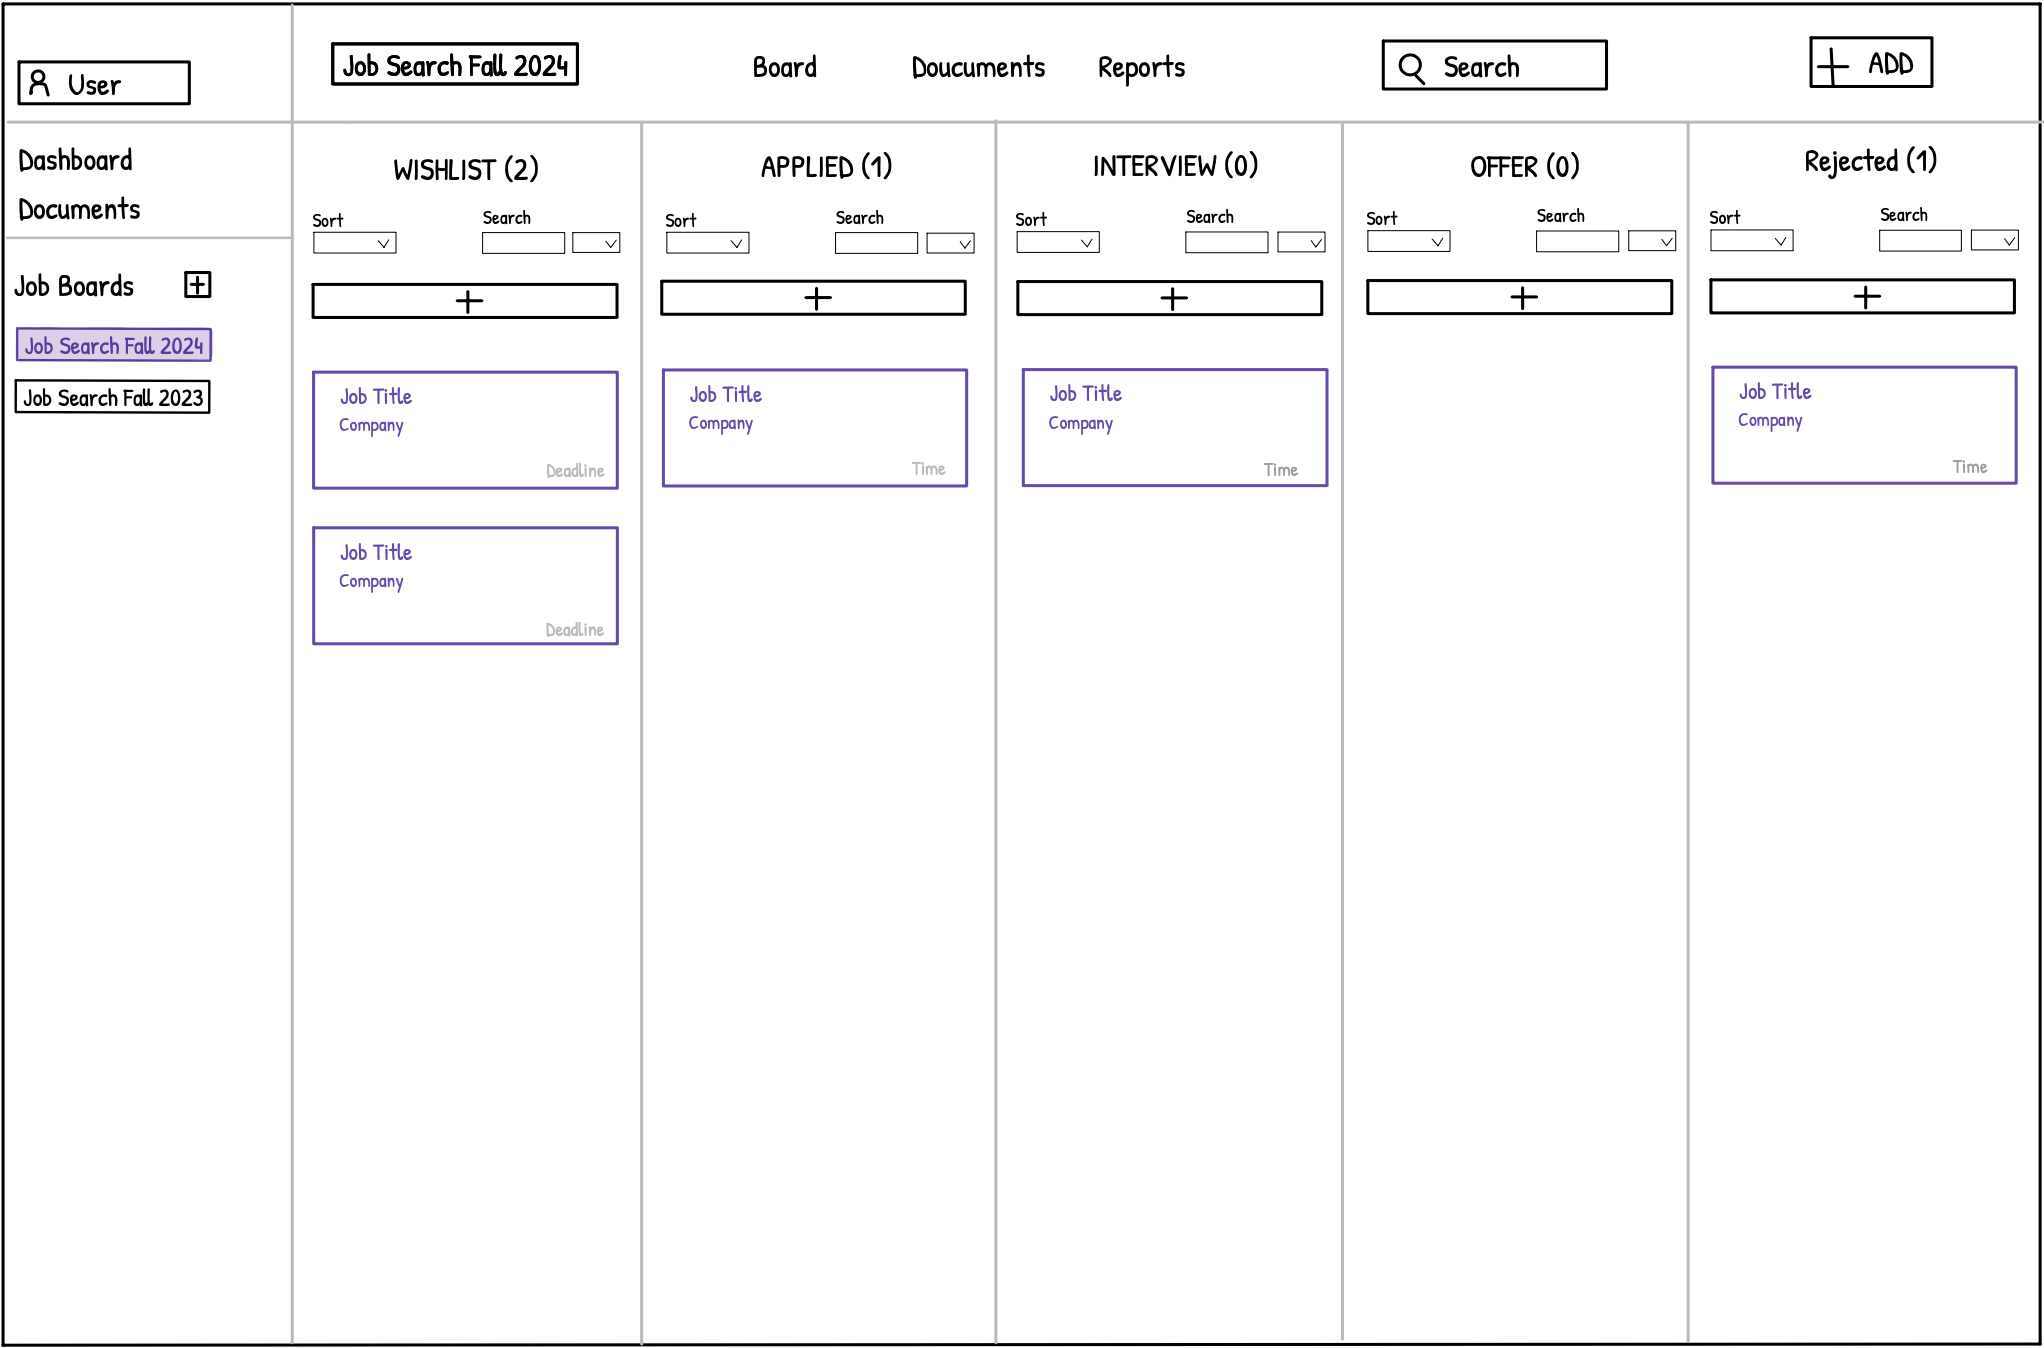 User
Job Search Fall 2024
Board
Doucuments
Reports
Search
ADD
Dashboard
Documents
Job Boards
Job Search Fall 2024
Job Search Fall 2023
WISHLIST (2)
Sort
Search
Job Title
Company
Deadline
Job Title
Company
Deadline
APPLIED (1)
Sort
Search
Job Title
Company
Time
INTERVIEW (0)
Sort
Search
Job Title
Company
Time
OFFER (0)
Sort
Search
Rejected (1)
Sort
Search
Job Title
Company
Time